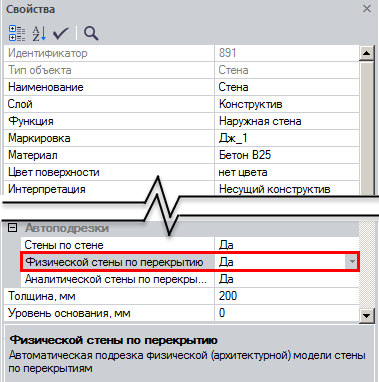 Свойства
Идентификатор 891
Тип объекта Стена
Наименование Стена
Слой Конструктив
Функция Наружная стена
Маркировка Дж_1
Материал Бетон B25
Цвет поверхности нет цвета
Интерпретация Несущий конструктив
Автоподрезки
Стены по стене Да
Физической стены по перекрытию Да
Аналитической стены по перекры... Да
Толщина, мм 200
Уровень основания, мм 0
Физической стены по перекрытию
Автоматическая подрезка физической (архитектурной) модели стены
по перекрытиям